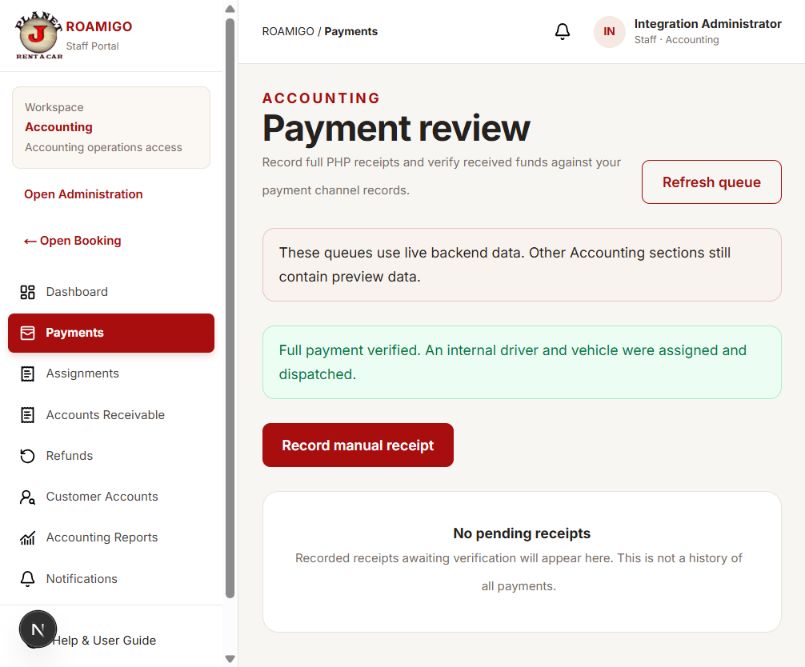 PLANET
J
RENT A CAR
ROAMIGO
Staff Portal
Workspace
Accounting
Accounting operations access
Open Administration
← Open Booking
Dashboard
Payments
Assignments
Accounts Receivable
Refunds
Customer Accounts
Accounting Reports
Notifications
N
Help & User Guide
ROAMIGO / Payments
IN
Integration Administrator
Staff · Accounting
ACCOUNTING
Payment review
Record full PHP receipts and verify received funds against your
payment channel records.
Refresh queue
These queues use live backend data. Other Accounting sections still
contain preview data.
Full payment verified. An internal driver and vehicle were assigned and
dispatched.
Record manual receipt
No pending receipts
Recorded receipts awaiting verification will appear here. This is not a history of
all payments.